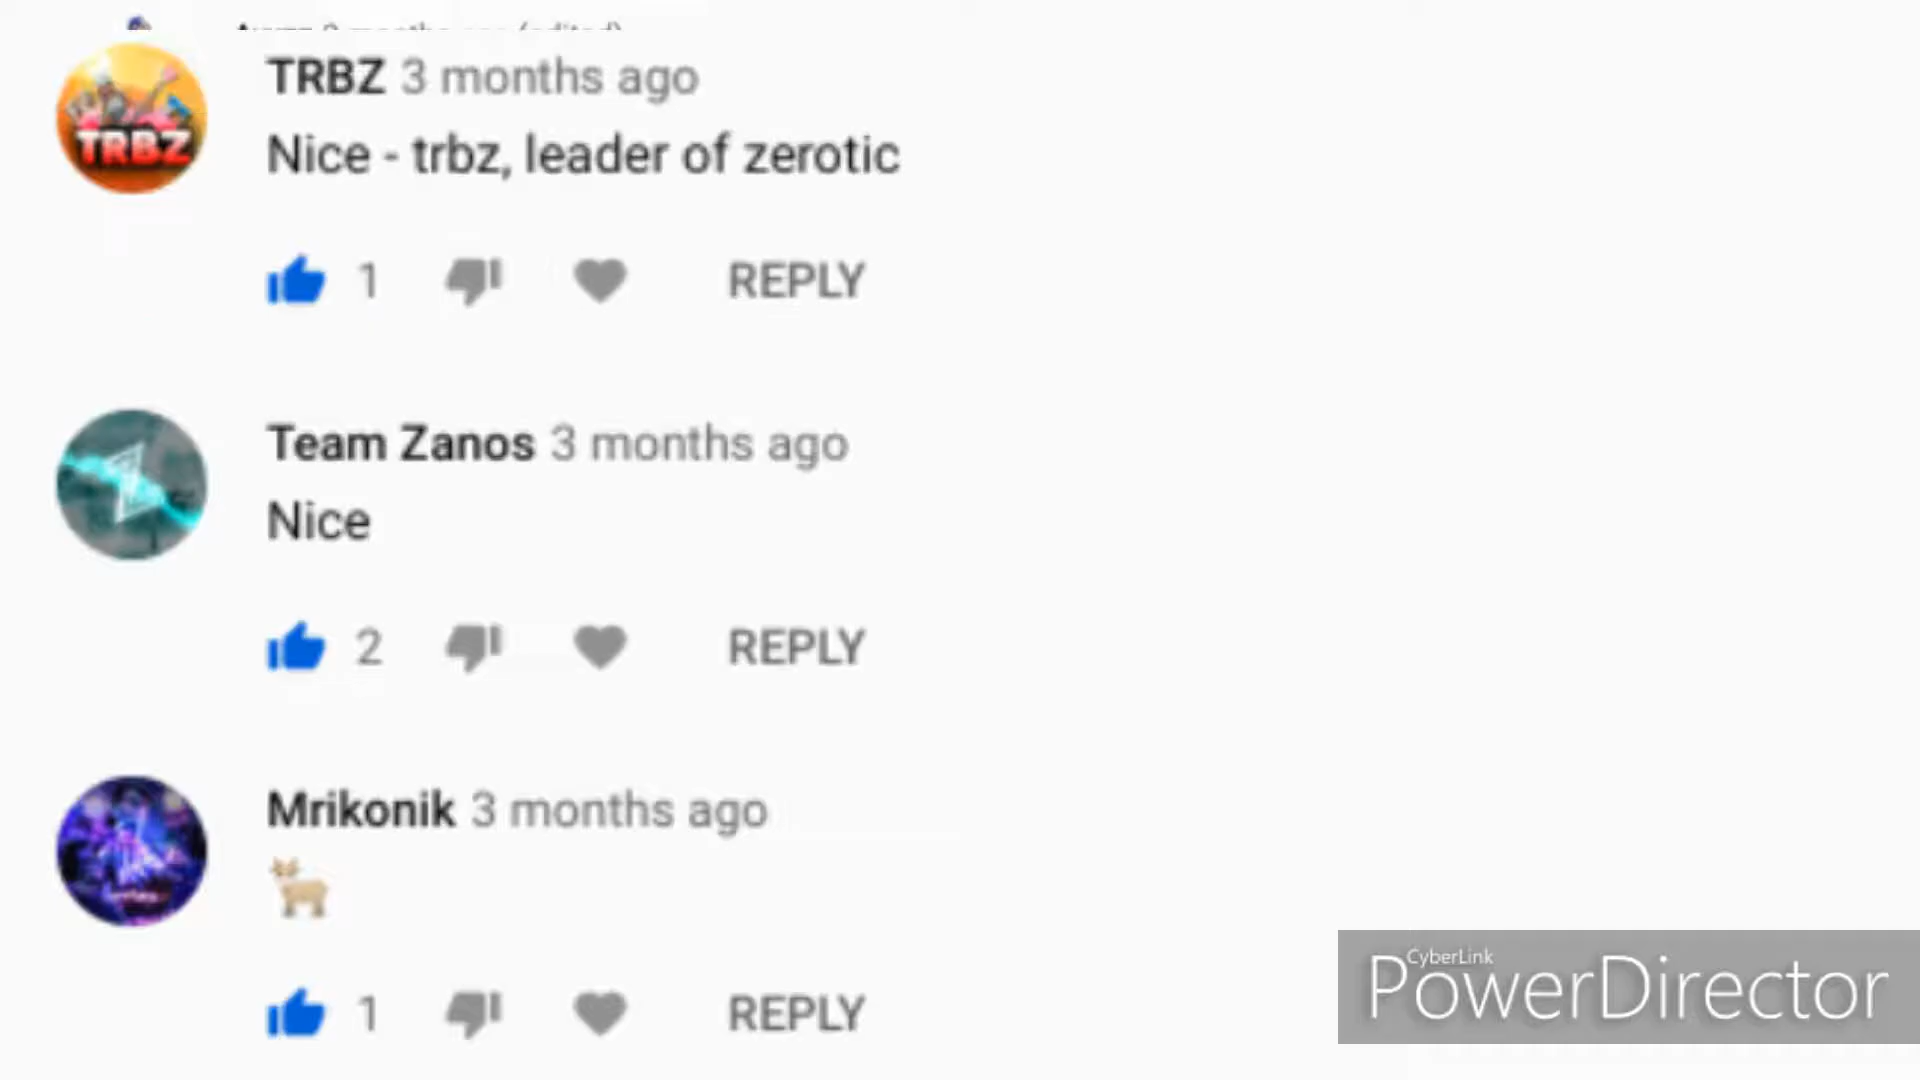 TRBZ 3 months ago
TRBZ
Nice - trbz, leader of zerotic
1 REPLY
Team Zanos 3 months ago
Nice
2 REPLY
Mrikonik 3 months ago
🐐
1 REPLY
CyberLink
PowerDirector